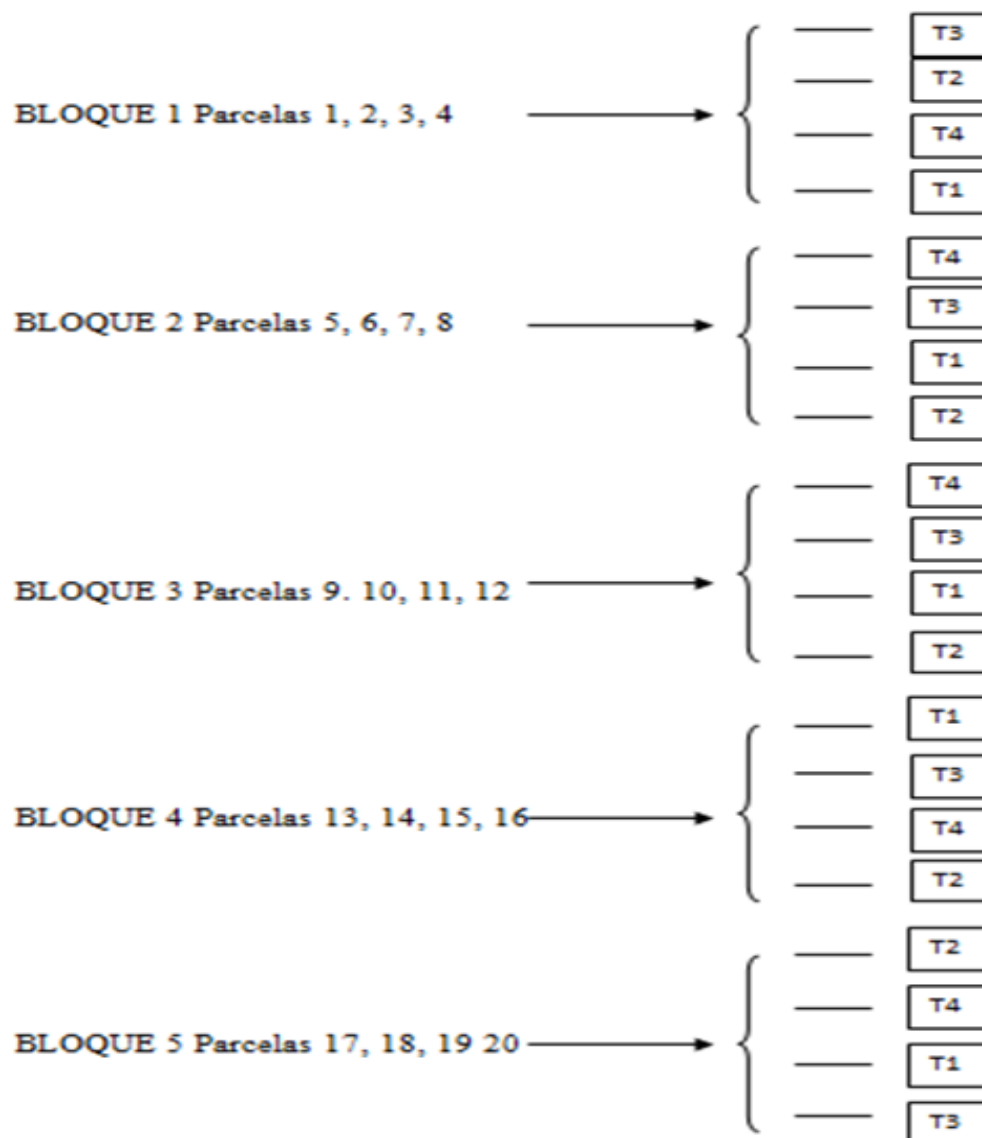 T3
T2
BLOQUE 1 Parcelas 1, 2, 3, 4
T4
T1
T4
T3
BLOQUE 2 Parcelas 5, 6, 7, 8
T1
T2
T4
T3
BLOQUE 3 Parcelas 9. 10, 11, 12
T1
T2
T1
T3
BLOQUE 4 Parcelas 13, 14, 15, 16
T4
T2
T2
T4
BLOQUE 5 Parcelas 17, 18, 19 20
T1
T3